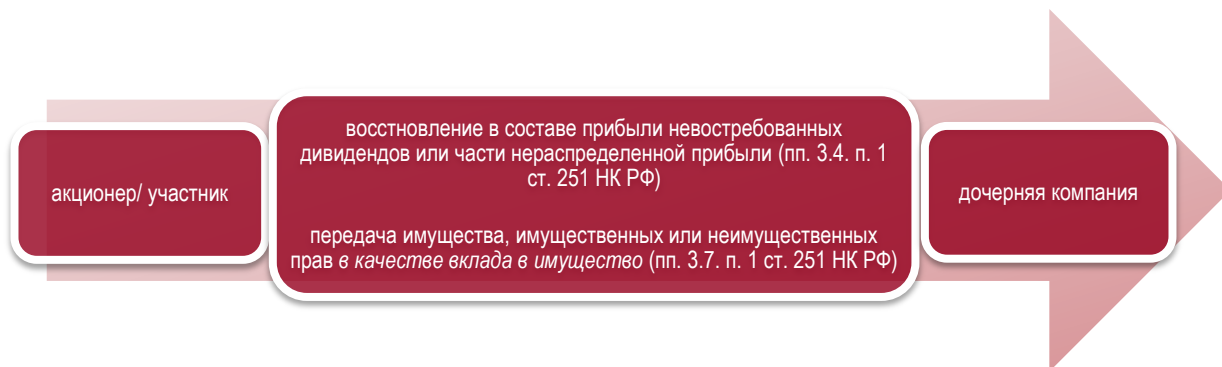 акционер/ участник
восстновление в составе прибыли невостребованных
дивидендов или части нераспределенной прибыли (пп. 3.4. п. 1
ст. 251 НК РФ)
передача имущества, имущественных или неимущественных
прав в качестве вклада в имущество (пп. 3.7. п. 1 ст. 251 НК РФ)
дочерняя компания